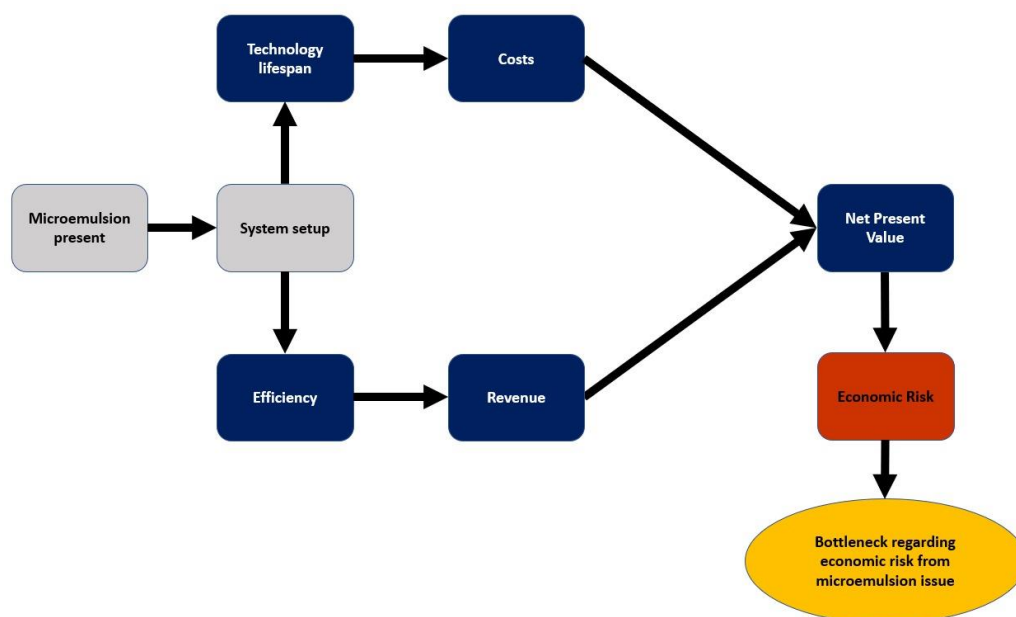 Technology
lifespan
Costs
Microemulsion
present
System setup
Net Present
Value
Efficiency
Revenue
Economic Risk
Bottleneck regarding
economic risk from
microemulsion issue